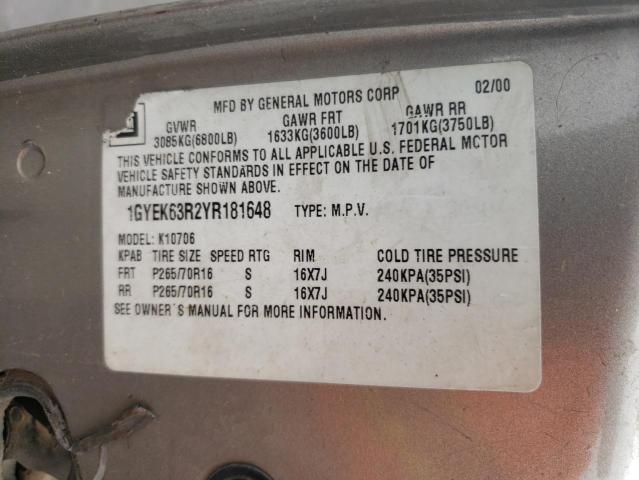 MFD BY GENERAL MOTORS CORP 02/00
GVWR GAWR FRT GAWR RR
3085KG(6800LB) 1633KG(3600LB) 1701KG(3750LB)
THIS VEHICLE CONFORMS TO ALL APPLICABLE U.S. FEDERAL MOTOR
VEHICLE SAFETY STANDARDS IN EFFECT ON THE DATE OF
MANUFACTURE SHOWN ABOVE.
1GYEK63R2YR181648 TYPE: M.P.V.
MODEL: K10706
KPAB TIRE SIZE SPEED RTG RIM COLD TIRE PRESSURE
FRT P265/70R16 S 16X7J 240KPA(35PSI)
RR P265/70R16 S 16X7J 240KPA(35PSI)
SEE OWNER'S MANUAL FOR MORE INFORMATION.